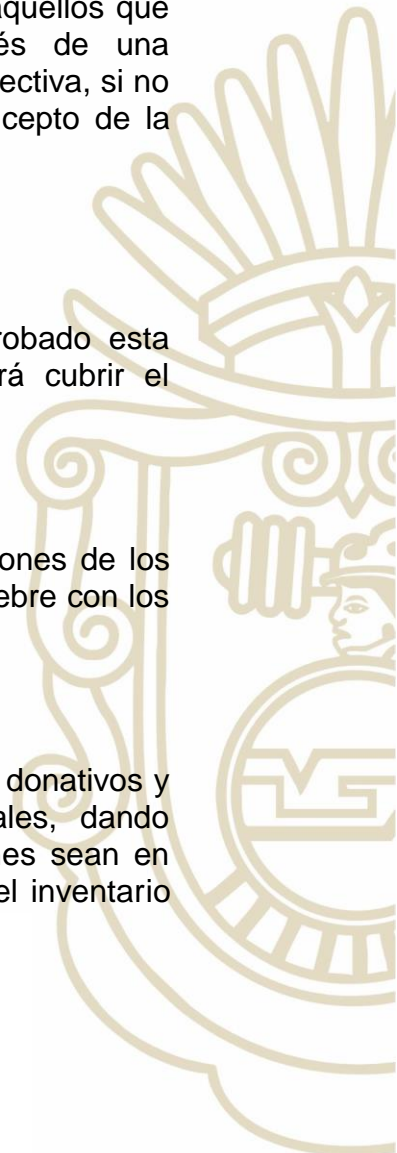 aquellos que
és de una
ectiva, si no
cepto de la
robado esta
rá cubrir el
ones de los
ebre con los
donativos y
ales, dando
es sean en
el inventario